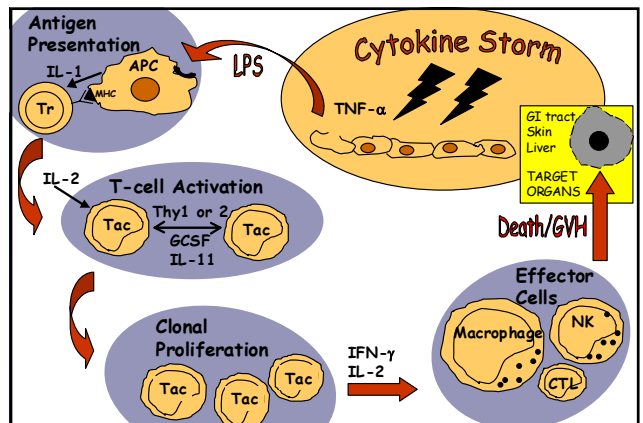 Antigen
Presentation
IL-1
APC
MHC
Tr
LPS
Cytokine Storm
TNF-α
GI tract
Skin
Liver
TARGET
ORGANS
IL-2
T-cell Activation
Tac
Thy1 or 2
GCSF
IL-11
Tac
Death/GVH
Clonal
Proliferation
Tac
Tac
Tac
IFN-γ
IL-2
Effector
Cells
Macrophage
NK
CTL